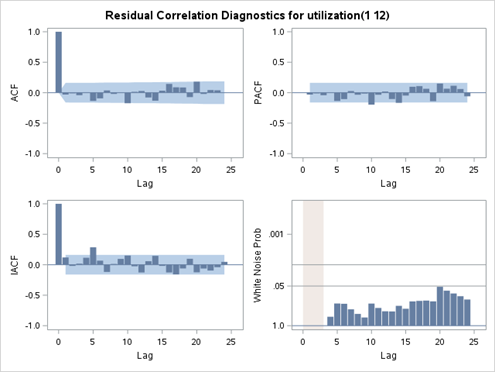 Residual Correlation Diagnostics for utilization(1 12)
1.0
0.5
0.0
-0.5
-1.0
ACF
0 5 10 15 20 25
Lag
1.0
0.5
0.0
-0.5
-1.0
PACF
0 5 10 15 20 25
Lag
1.0
0.5
0.0
-0.5
-1.0
IACF
0 5 10 15 20 25
Lag
.001
.05
1.0
White Noise Prob
0 5 10 15 20 25
Lag